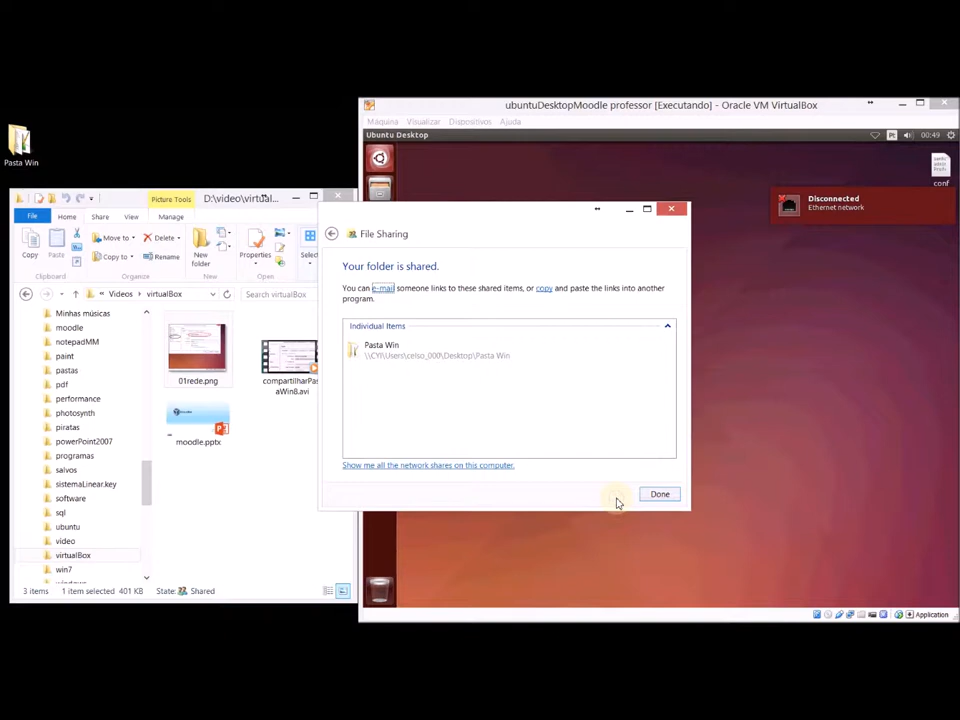 ubuntuDesktopMoodle professor [Executando] - Oracle VM VirtualBox
Máquina Visualizar Dispositivos Ajuda
Ubuntu Desktop
Pt 00:49
conf
Disconnected
Ethernet network
Pasta Win
Picture Tools
D:\video\virtual...
File Home Share View Manage
Copy Paste
Move to
Copy to
Delete
Rename
New
folder
Properties
Select
Clipboard Organize New Open
« Videos ▸ virtualBox
Search virtualBox
Minhas músicas
moodle
notepadMM
paint
pastas
pdf
performance
photosynth
piratas
powerPoint2007
programas
salvos
sistemaLinear.key
software
sql
ubuntu
video
virtualBox
win7
windows
01rede.png
compartilharPas
aWin8.avi
moodle.pptx
3 items 1 item selected 401 KB State: Shared
File Sharing
Your folder is shared.
You can e-mail someone links to these shared items, or copy and paste the links into another
program.
Individual Items
Pasta Win
\\CYI\Users\celso_000\Desktop\Pasta Win
Show me all the network shares on this computer.
Done
Application